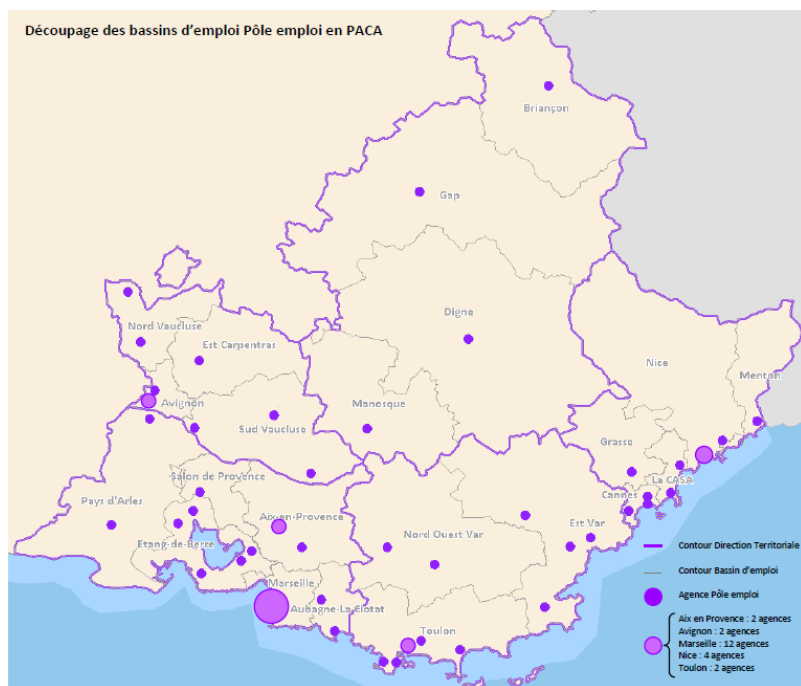 Découpage des bassins d'emploi Pôle emploi en PACA
Briançon
Gap
Digne
Nord Vaucluse
Est Carpentras
Nice
Menton
Avignon
Manosque
Sud Vaucluse
Grasse
Salon de Provence
La CASA
Pays d'Arles
Cannes
Aix-en-Provence
Est Var
Nord Ouest Var
Etang-de-Berre
Marseille
Aubagne-La Ciotat
Toulon
Contour Direction Territoriale
Contour Bassin d'emploi
Agence Pôle emploi
Aix en Provence : 2 agences
Avignon : 2 agences
Marseille : 12 agences
Nice : 4 agences
Toulon : 2 agences